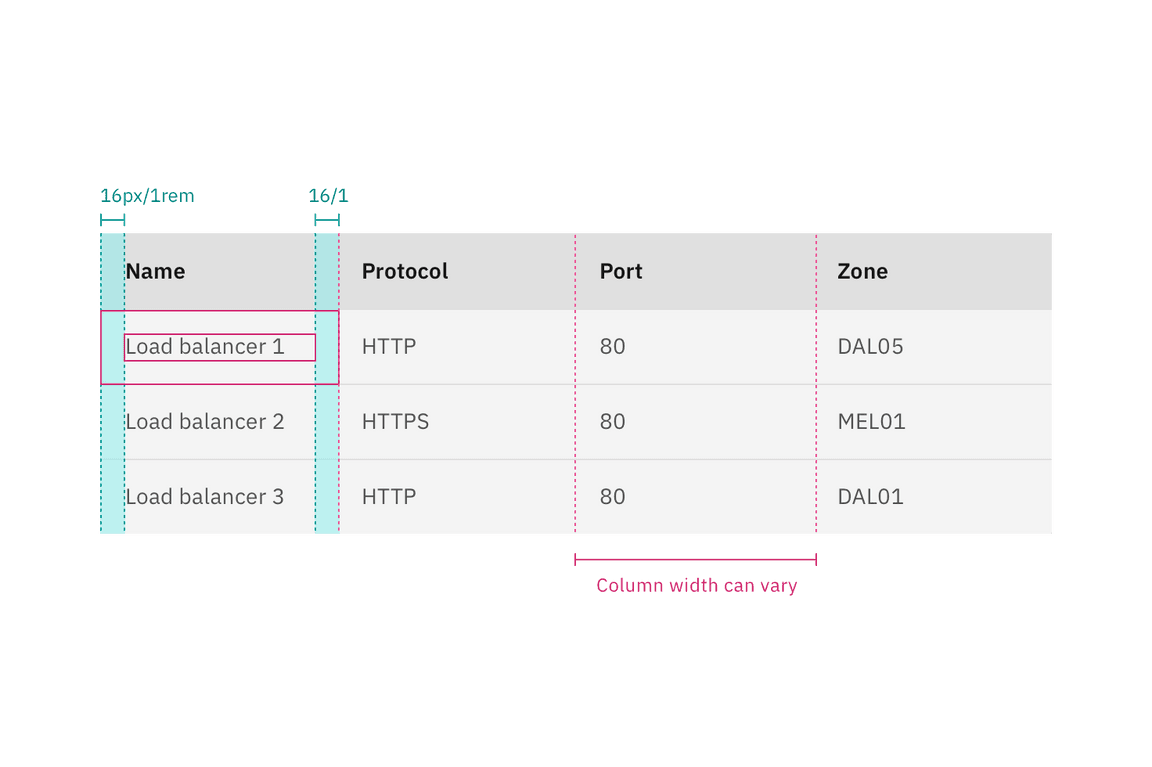 16px/1rem 16/1
Name Protocol Port Zone
Load balancer 1 HTTP 80 DAL05
Load balancer 2 HTTPS 80 MEL01
Load balancer 3 HTTP 80 DAL01
Column width can vary